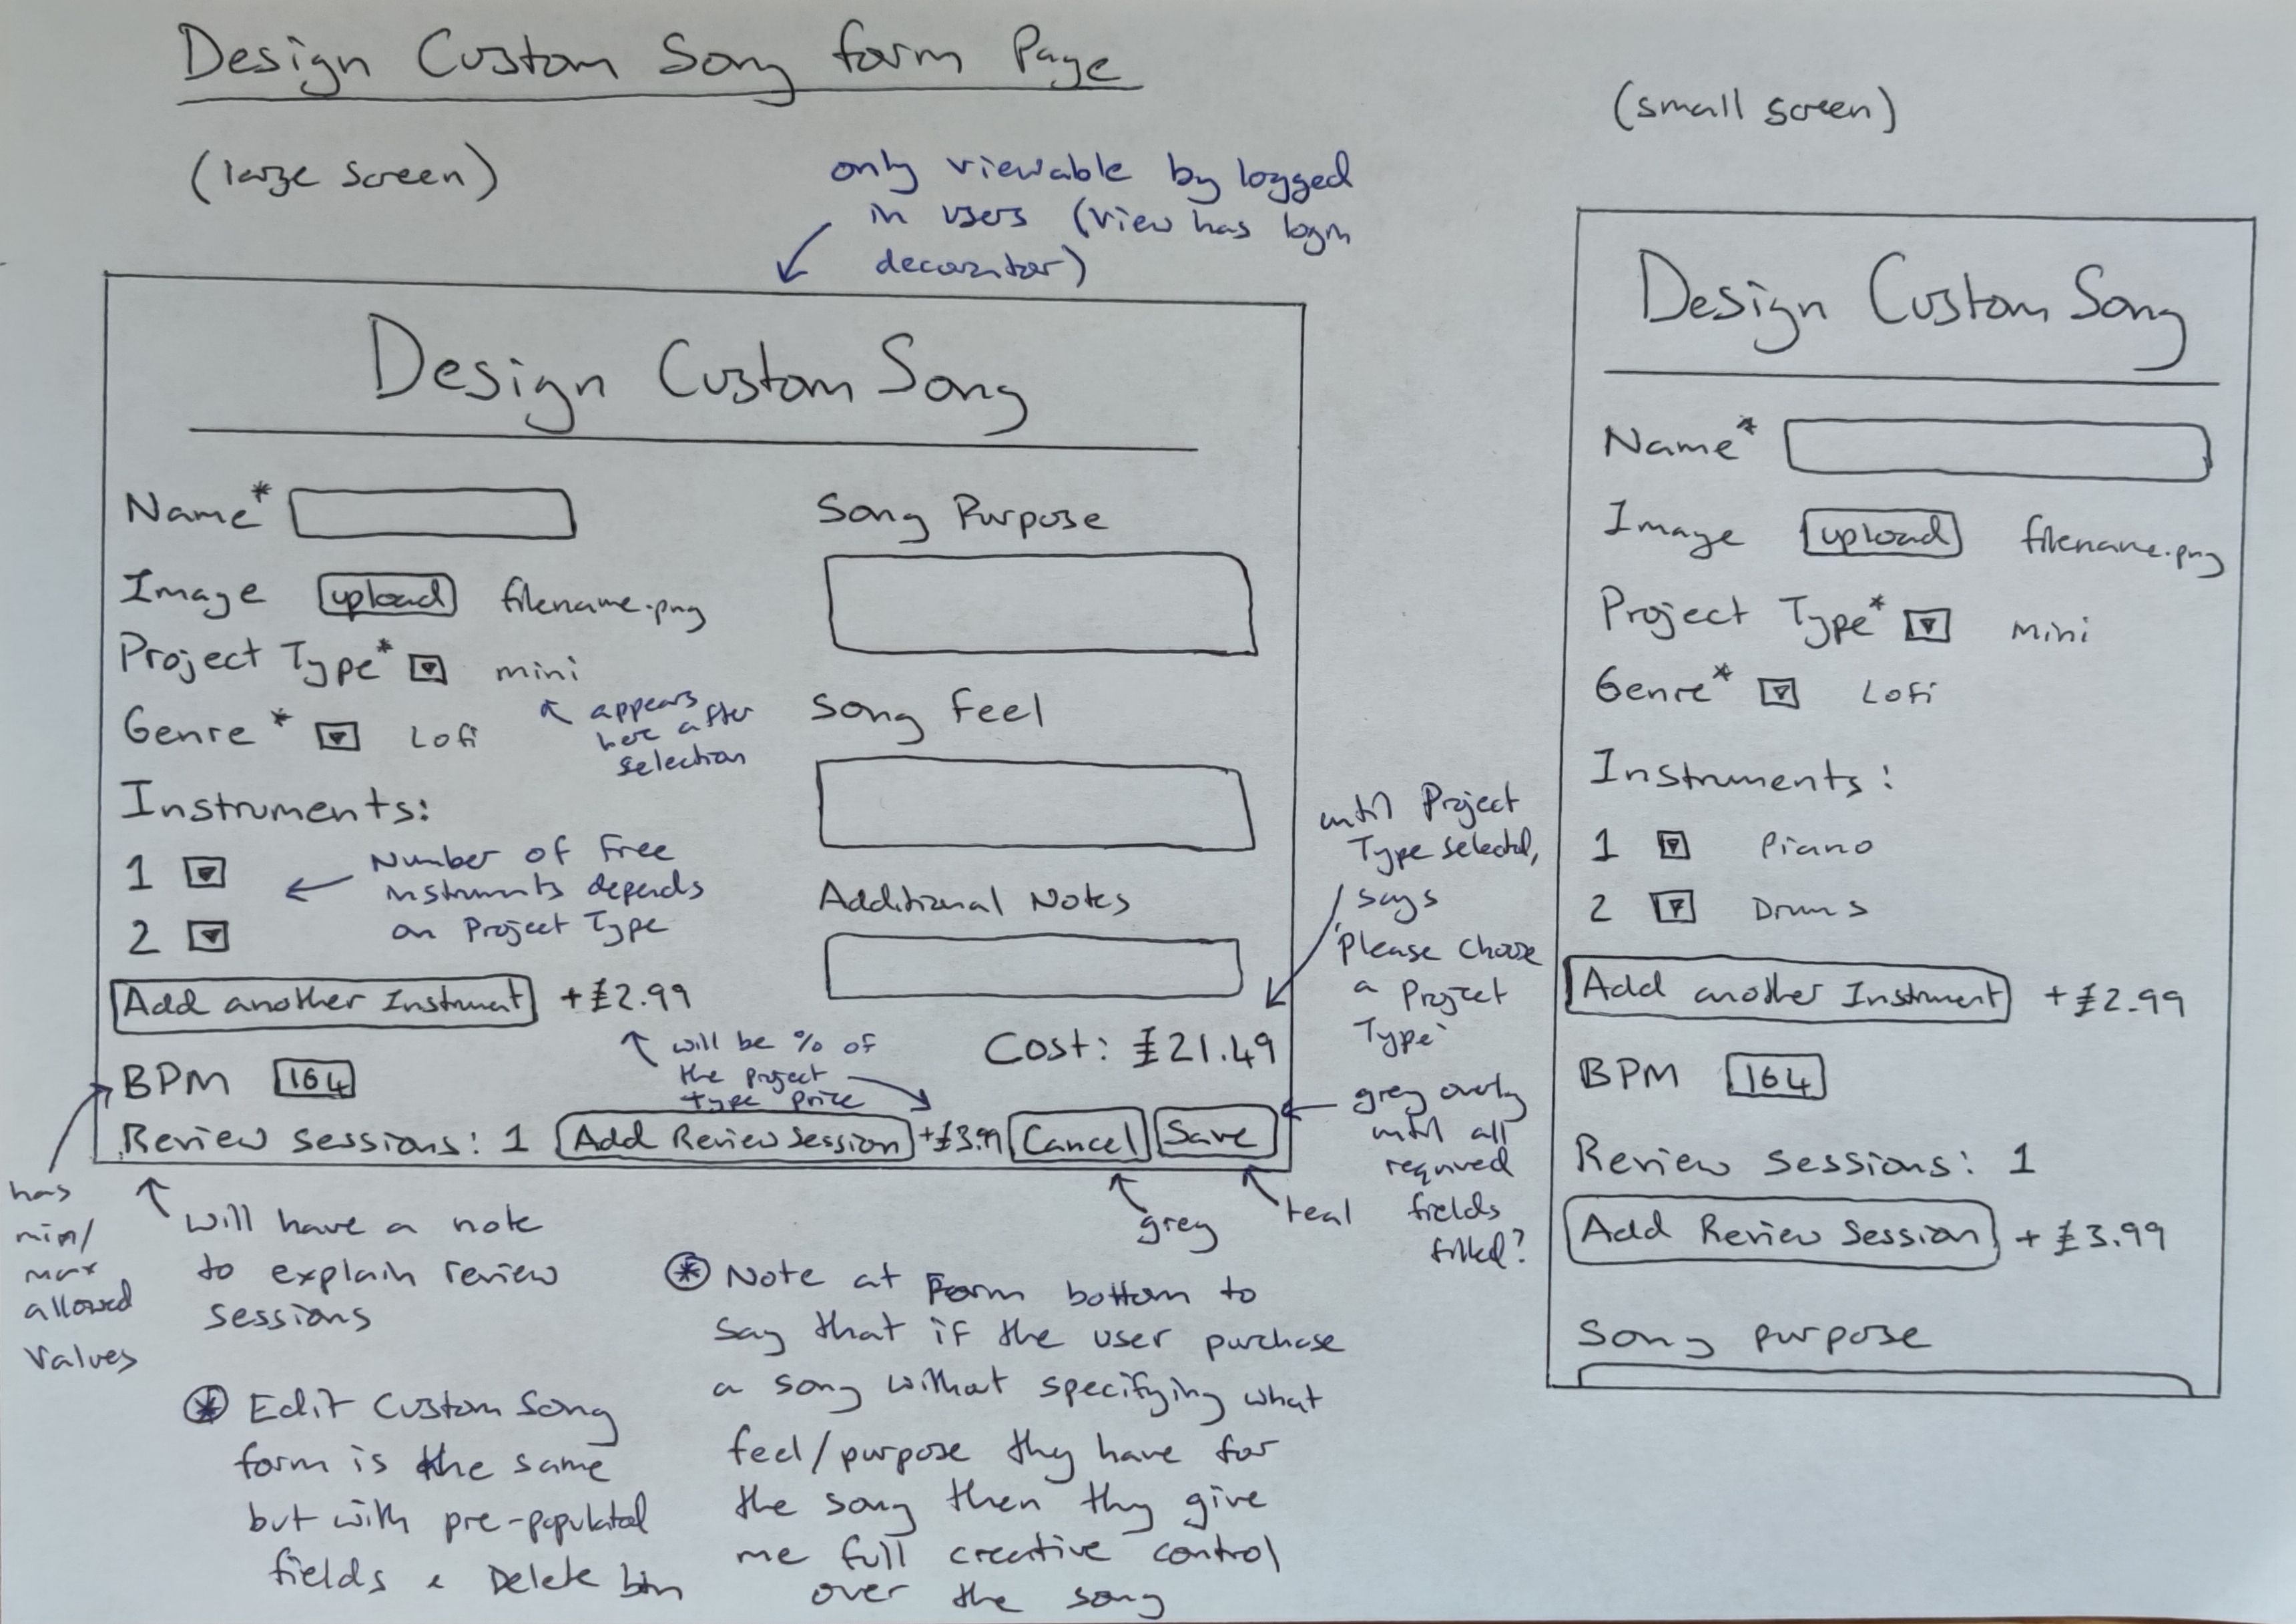 Design Custom Song form Page
(large screen)
only viewable by logged
in users (view has login
decorator)
Design Custom Song
Name*
Image upload filename.png
Project Type* mini
appears
here after
selection
Genre* Lofi
Instruments:
1
2
Number of free
instruments depends
on Project Type
Add another Instrument +£2.99
will be % of
the project
type price
BPM 164
has
min/
max
allowed
values
Review sessions: 1 Add Review Session +£3.99
will have a note
to explain review
sessions
Song Purpose
Song Feel
Additional Notes
Cost: £21.49
until Project
Type selected,
says
'please choose
a Project
Type'
Cancel Save
grey
teal
grey overlay
until all
required
fields
filled?
* Edit Custom Song
form is the same
but with pre-populated
fields & Delete btn
* Note at Form bottom to
say that if the user purchase
a song without specifying what
feel/purpose they have for
the song then they give
me full creative control
over the song
(small screen)
Design Custom Song
Name*
Image upload filename.png
Project Type* mini
Genre* Lofi
Instruments:
1 Piano
2 Drums
Add another Instrument +£2.99
BPM 164
Review sessions: 1
Add Review Session +£3.99
Song purpose